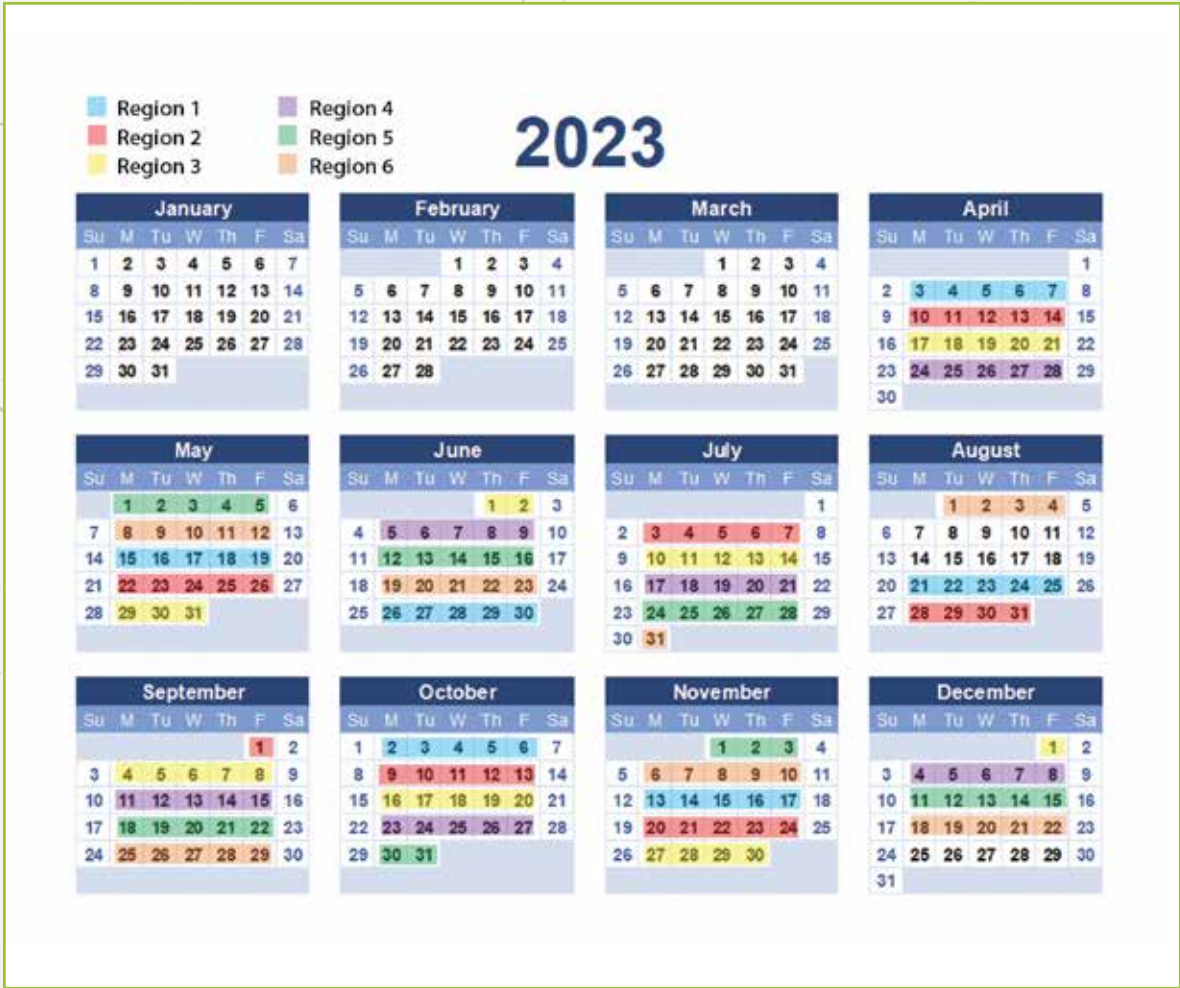 Region 1 Region 4
Region 2 Region 5
Region 3 Region 6
2023
January February March April
Su M Tu W Th F Sa Su M Tu W Th F Sa Su M Tu W Th F Sa Su M Tu W Th F Sa
1 2 3 4 5 6 7 1 2 3 4 1 2 3 4 1
8 9 10 11 12 13 14 5 6 7 8 9 10 11 5 6 7 8 9 10 11 2 3 4 5 6 7 8
15 16 17 18 19 20 21 12 13 14 15 16 17 18 12 13 14 15 16 17 18 9 10 11 12 13 14 15
22 23 24 25 26 27 28 19 20 21 22 23 24 25 19 20 21 22 23 24 25 16 17 18 19 20 21 22
29 30 31 26 27 28 26 27 28 29 30 31 23 24 25 26 27 28 29
30
May June July August
Su M Tu W Th F Sa Su M Tu W Th F Sa Su M Tu W Th F Sa Su M Tu W Th F Sa
1 2 3 4 5 6 1 2 3 1 1 2 3 4 5
7 8 9 10 11 12 13 4 5 6 7 8 9 10 2 3 4 5 6 7 8 6 7 8 9 10 11 12
14 15 16 17 18 19 20 11 12 13 14 15 16 17 9 10 11 12 13 14 15 13 14 15 16 17 18 19
21 22 23 24 25 26 27 18 19 20 21 22 23 24 16 17 18 19 20 21 22 20 21 22 23 24 25 26
28 29 30 31 25 26 27 28 29 30 23 24 25 26 27 28 29 27 28 29 30 31
30 31
September October November December
Su M Tu W Th F Sa Su M Tu W Th F Sa Su M Tu W Th F Sa Su M Tu W Th F Sa
1 2 1 2 3 4 5 6 7 1 2 3 4 1 2
3 4 5 6 7 8 9 8 9 10 11 12 13 14 5 6 7 8 9 10 11 3 4 5 6 7 8 9
10 11 12 13 14 15 16 15 16 17 18 19 20 21 12 13 14 15 16 17 18 10 11 12 13 14 15 16
17 18 19 20 21 22 23 22 23 24 25 26 27 28 19 20 21 22 23 24 25 17 18 19 20 21 22 23
24 25 26 27 28 29 30 29 30 31 26 27 28 29 30 24 25 26 27 28 29 30
31